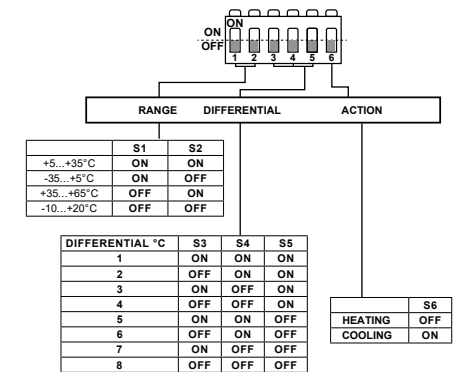 ON
ON
OFF
1 2 3 4 5 6
RANGE DIFFERENTIAL ACTION
S1 S2
+5...+35°C ON ON
-35...+5°C ON OFF
+35...+65°C OFF ON
-10...+20°C OFF OFF
DIFFERENTIAL °C S3 S4 S5
1 ON ON ON
2 OFF ON ON
3 ON OFF ON
4 OFF OFF ON
5 ON ON OFF
6 OFF ON OFF
7 ON OFF OFF
8 OFF OFF OFF
S6
HEATING OFF
COOLING ON